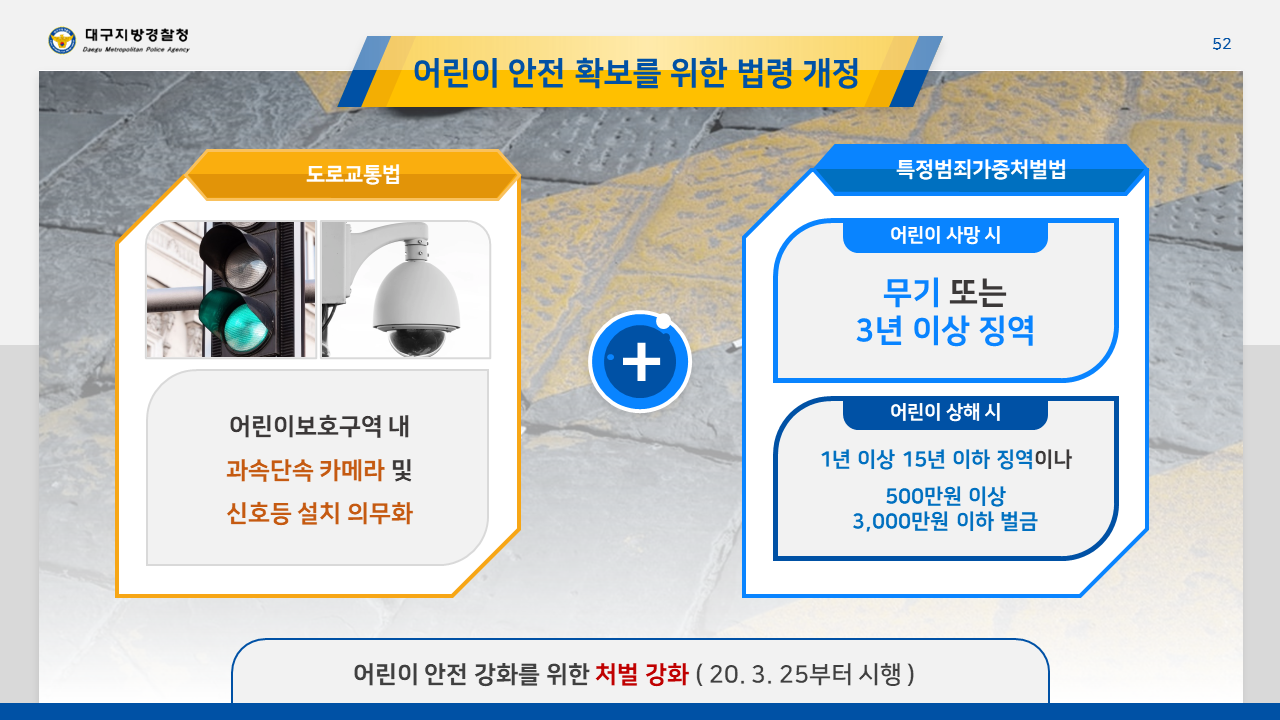 대구지방경찰청
Daegu Metropolitan Police Agency
52
어린이 안전 확보를 위한 법령 개정
도로교통법
어린이보호구역 내
과속단속 카메라 및
신호등 설치 의무화
+
특정범죄가중처벌법
어린이 사망 시
무기 또는
3년 이상 징역
어린이 상해 시
1년 이상 15년 이하 징역이나
500만원 이상
3,000만원 이하 벌금
어린이 안전 강화를 위한 처벌 강화 ( 20. 3. 25부터 시행 )